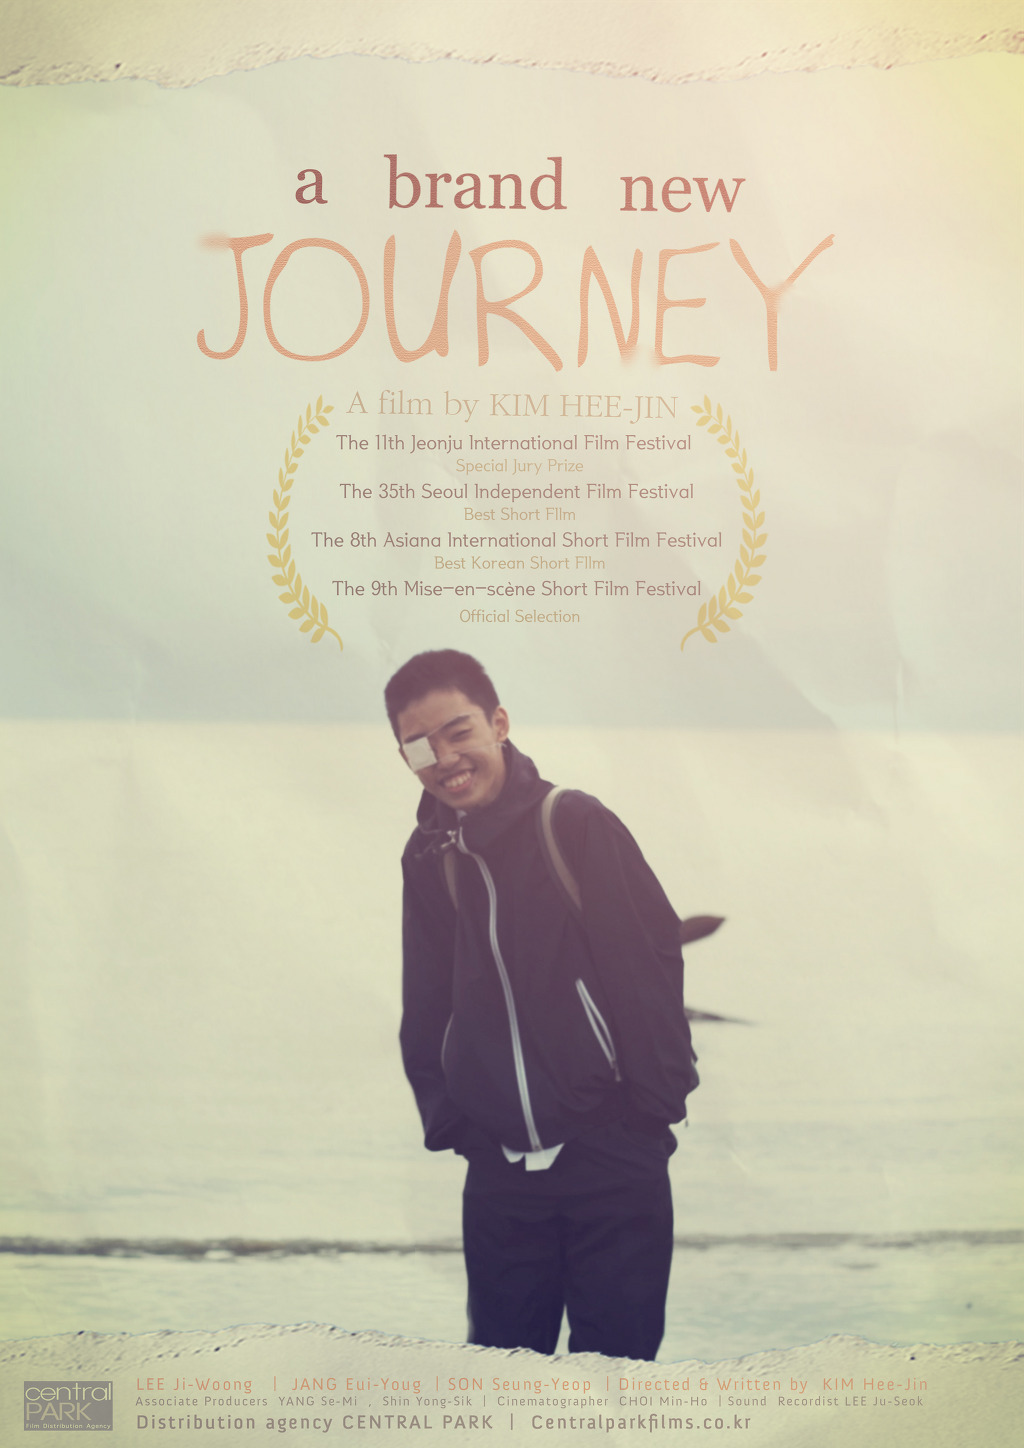 a brand new
JOURNEY
A film by KIM HEE-JIN
The 11th Jeonju International Film Festival
Special Jury Prize
The 35th Seoul Independent Film Festival
Best Short FIlm
The 8th Asiana International Short Film Festival
Best Korean Short FIlm
The 9th Mise-en-scène Short Film Festival
Official Selection
central
PARK
Film Distribution Agency
LEE Ji-Woong | JANG Eui-Youg | SON Seung-Yeop | Directed & Written by KIM Hee-Jin
Associate Producers YANG Se-Mi , Shin Yong-Sik | Cinematographer CHOI Min-Ho | Sound Recordist LEE Ju-Seok
Distribution agency CENTRAL PARK | Centralparkfilms.co.kr